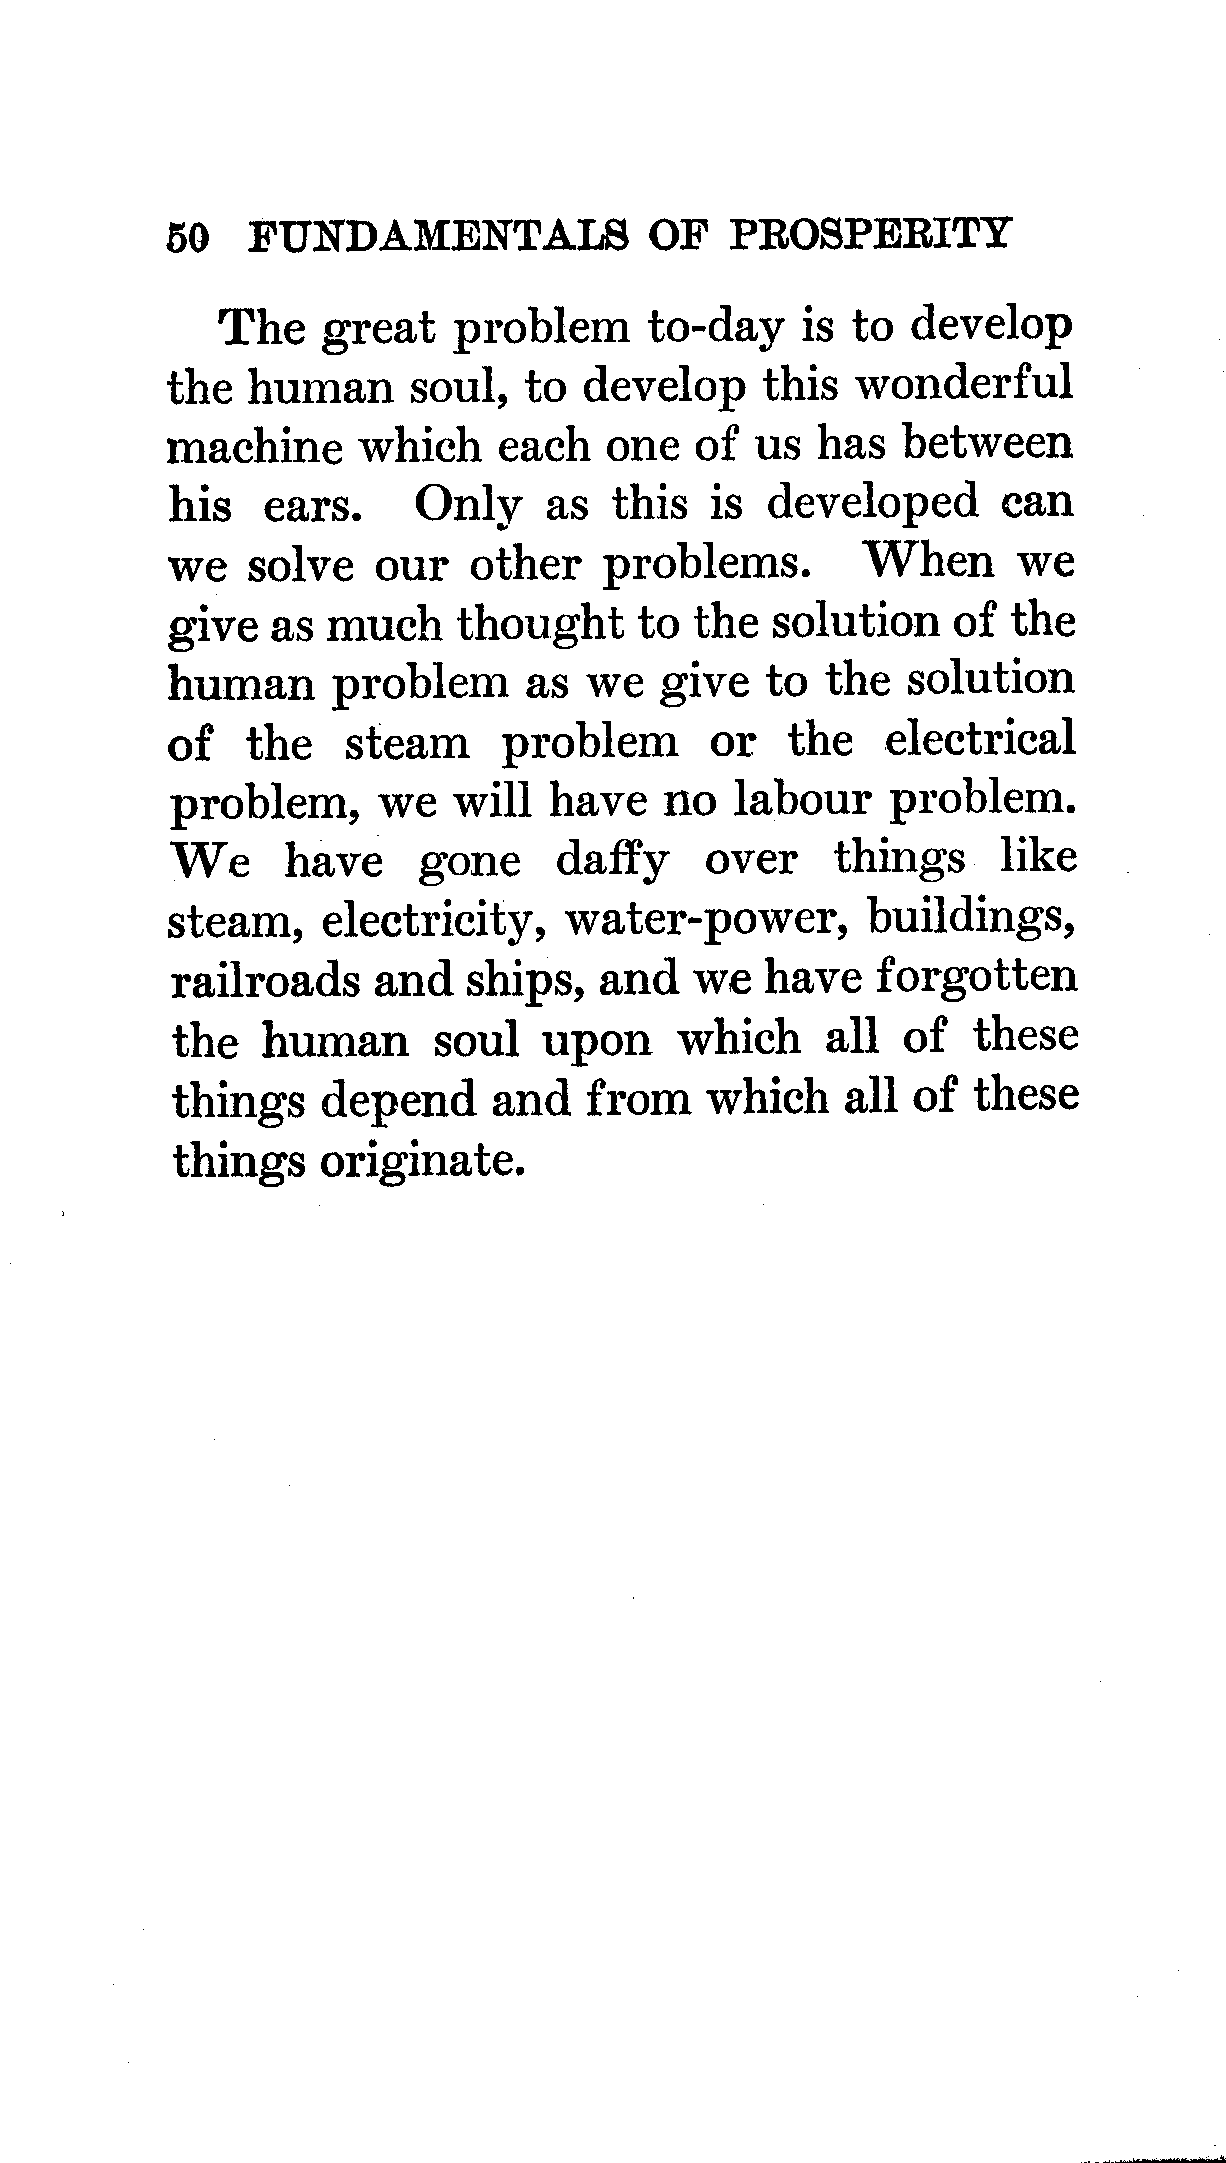 50 FUNDAMENTALS OF PROSPERITY
The great problem to-day is to develop
the human soul, to develop this wonderful
machine which each one of us has between
his ears. Only as this is developed can
we solve our other problems. When we
give as much thought to the solution of the
human problem as we give to the solution
of the steam problem or the electrical
problem, we will have no labour problem.
We have gone daffy over things like
steam, electricity, water-power, buildings,
railroads and ships, and we have forgotten
the human soul upon which all of these
things depend and from which all of these
things originate.